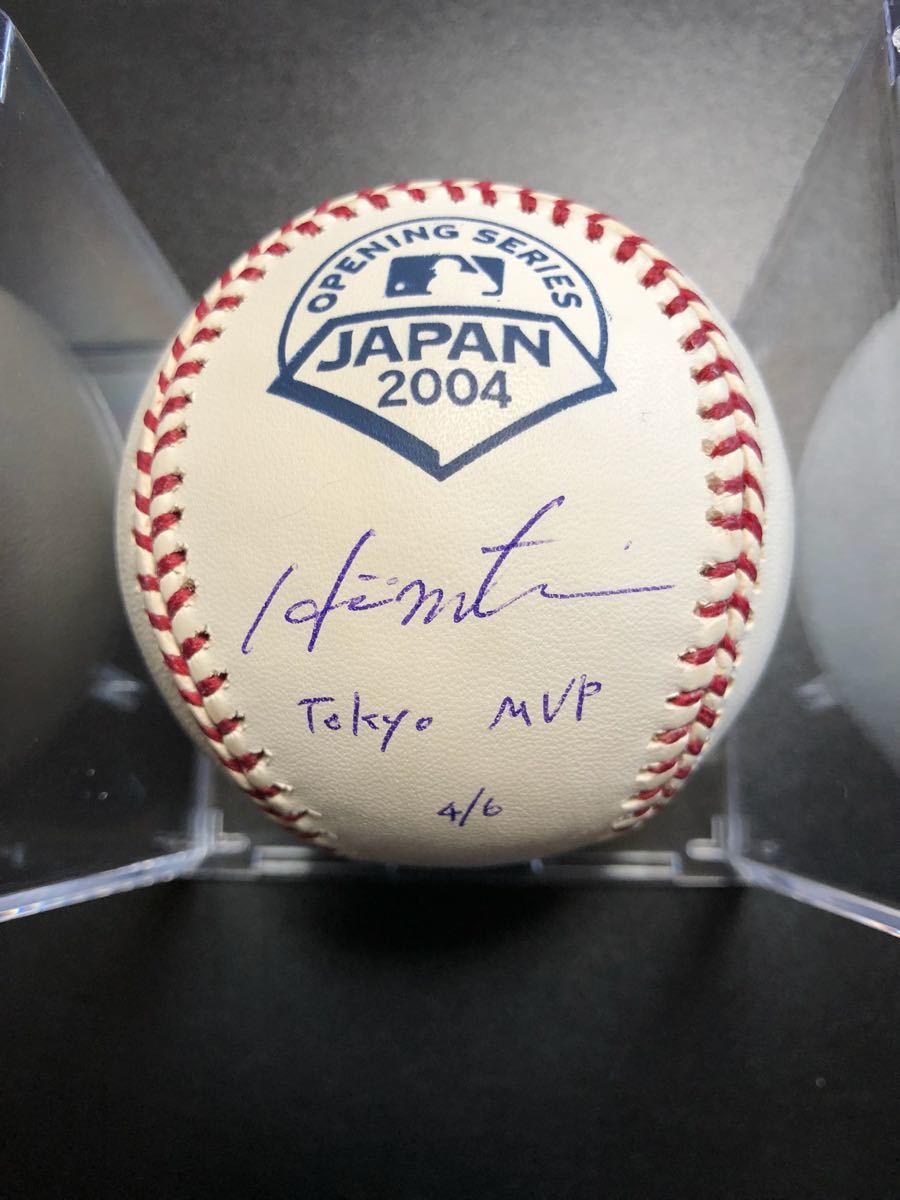 OPENING SERIES
JAPAN
2004
Tokyo MVP
4/6